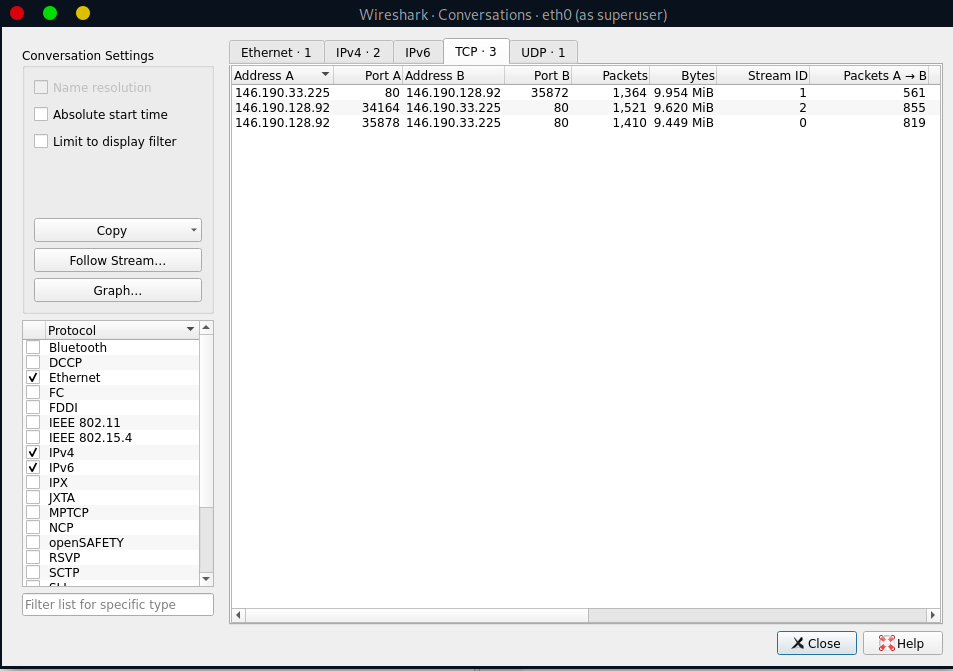 Wireshark · Conversations · eth0 (as superuser)
Conversation Settings
Name resolution
Absolute start time
Limit to display filter
Copy
Follow Stream...
Graph...
Protocol
Bluetooth
DCCP
Ethernet
FC
FDDI
IEEE 802.11
IEEE 802.15.4
IPv4
IPv6
IPX
JXTA
MPTCP
NCP
openSAFETY
RSVP
SCTP
Filter list for specific type
Ethernet · 1 IPv4 · 2 IPv6 TCP · 3 UDP · 1
Address A Port A Address B Port B Packets Bytes Stream ID Packets A → B
146.190.33.225 80 146.190.128.92 35872 1,364 9.954 MiB 1 561
146.190.128.92 34164 146.190.33.225 80 1,521 9.620 MiB 2 855
146.190.128.92 35878 146.190.33.225 80 1,410 9.449 MiB 0 819
Close Help